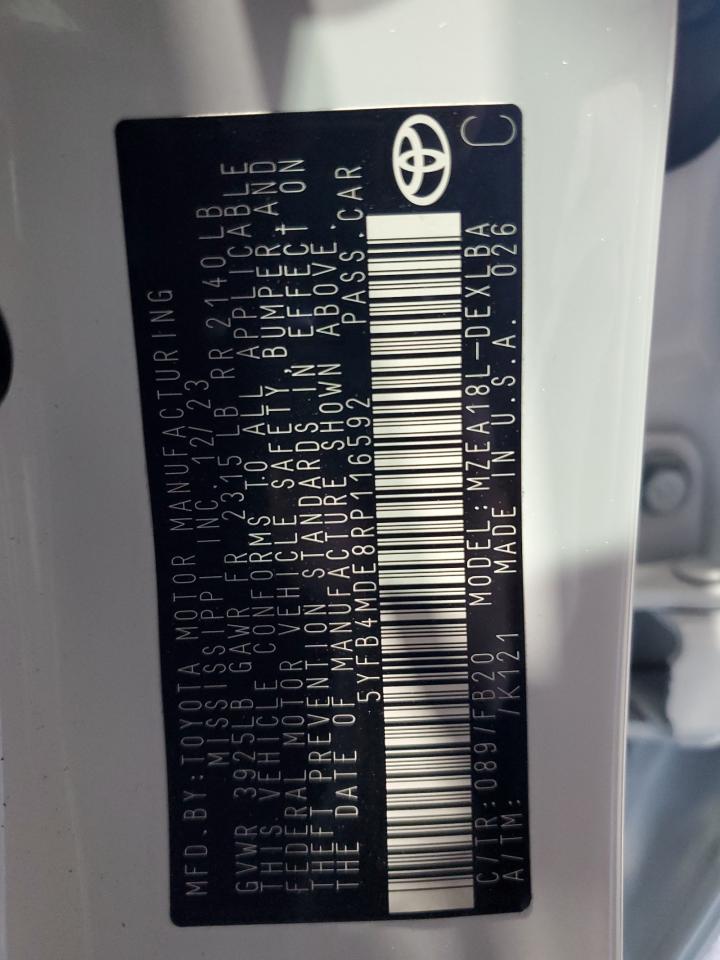 MFD.BY:TOYOTA MOTOR MANUFACTURING
MISSISSIPPI INC 12/23
GVWR 3925LB GAWR FR 2315 LB RR 2140LB
THIS VEHICLE CONFORMS TO ALL APPLICABLE
FEDERAL MOTOR VEHICLE SAFETY, BUMPER, AND
THEFT PREVENTION STANDARDS IN EFFECT ON
THE DATE OF MANUFACTURE SHOWN ABOVE.
5YFB4MDE8RP116592 PASS.CAR
C/TR:089/FB20 MODEL:MZEA18L-DEXLBA
A/TM: /K121 MADE IN U.S.A. 026
C